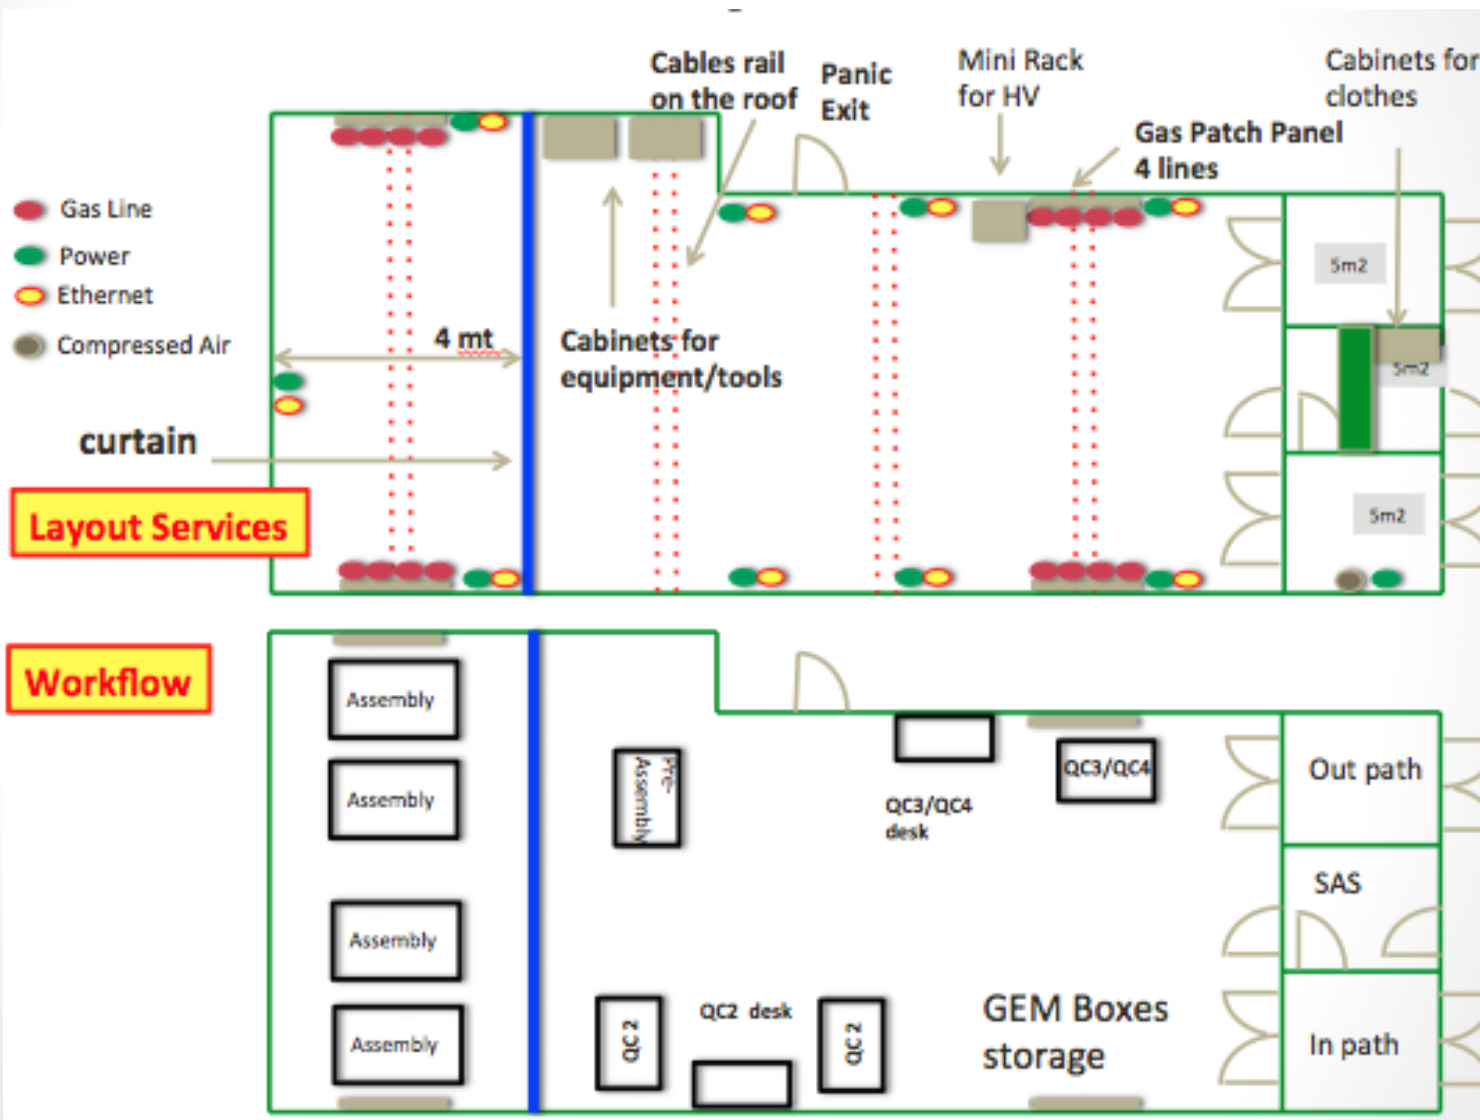 Cables rail
on the roof
Panic
Exit
Mini Rack
for HV
Cabinets for
clothes
Gas Patch Panel
4 lines
Gas Line
Power
Ethernet
Compressed Air
5m2
4 mt
Cabinets for
equipment/tools
5m2
curtain
Layout Services
5m2
Workflow
Assembly
Assembly
Pre-
Assembly
QC3/QC4
QC3/QC4
desk
Out path
SAS
Assembly
Assembly
QC 2
QC2 desk
QC 2
GEM Boxes
storage
In path